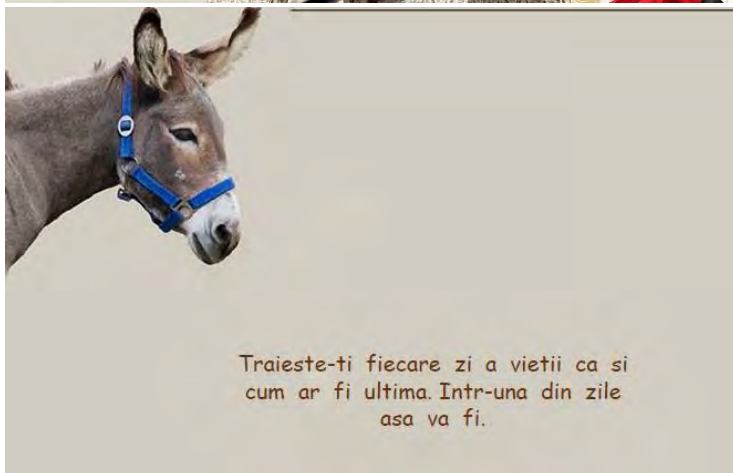 Traieste-ti fiecare zi a vietii ca si
cum ar fi ultima. Intr-una din zile
asa va fi.